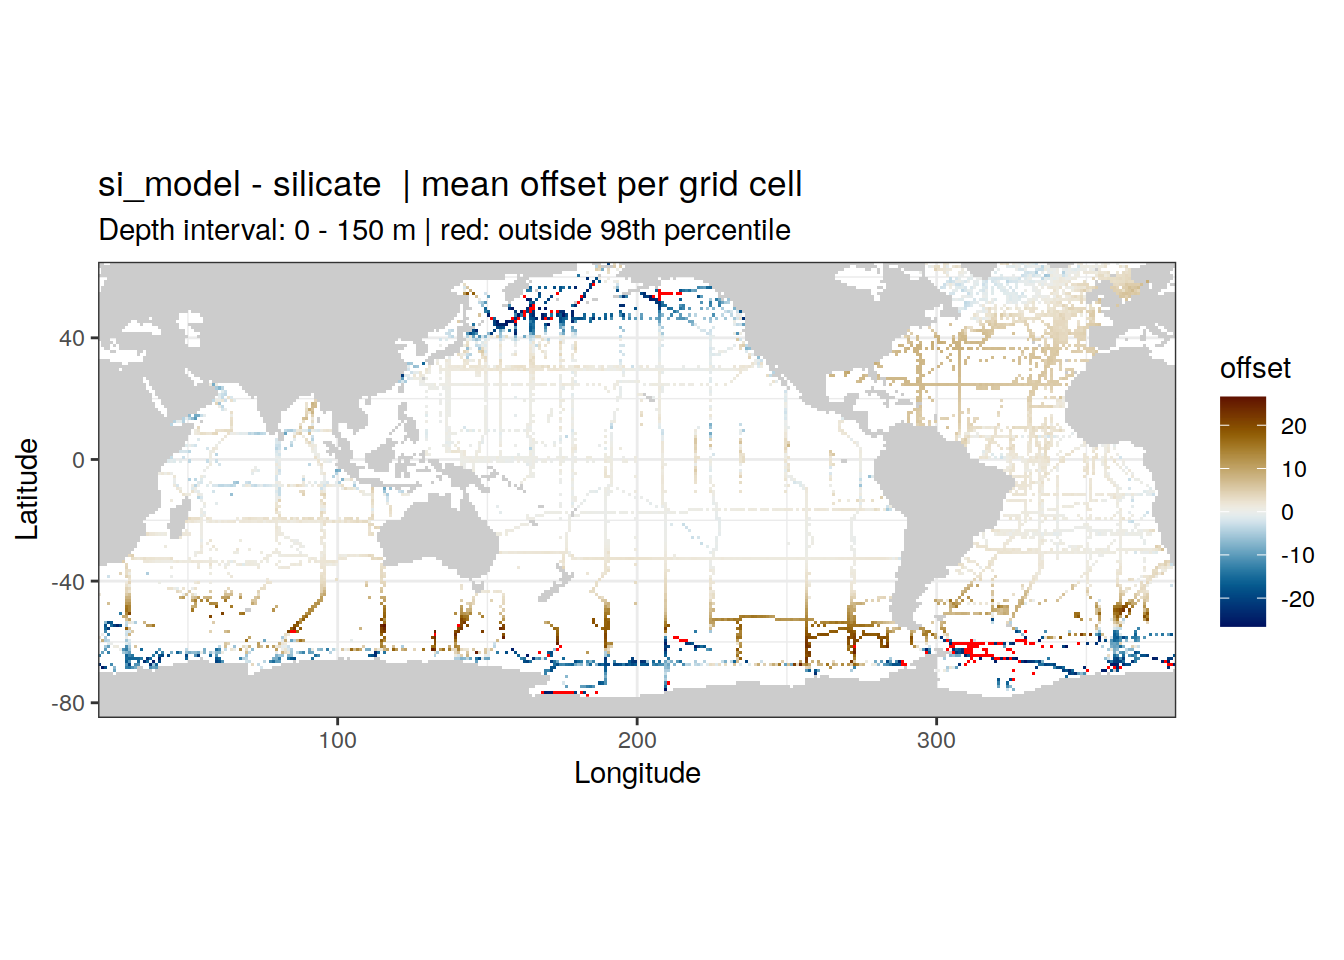 si_model - silicate  | mean offset per grid cell
Depth interval: 0 - 150 m | red: outside 98th percentile
Latitude
40
0
-40
-80
100
200
300
Longitude
offset
20
10
0
-10
-20